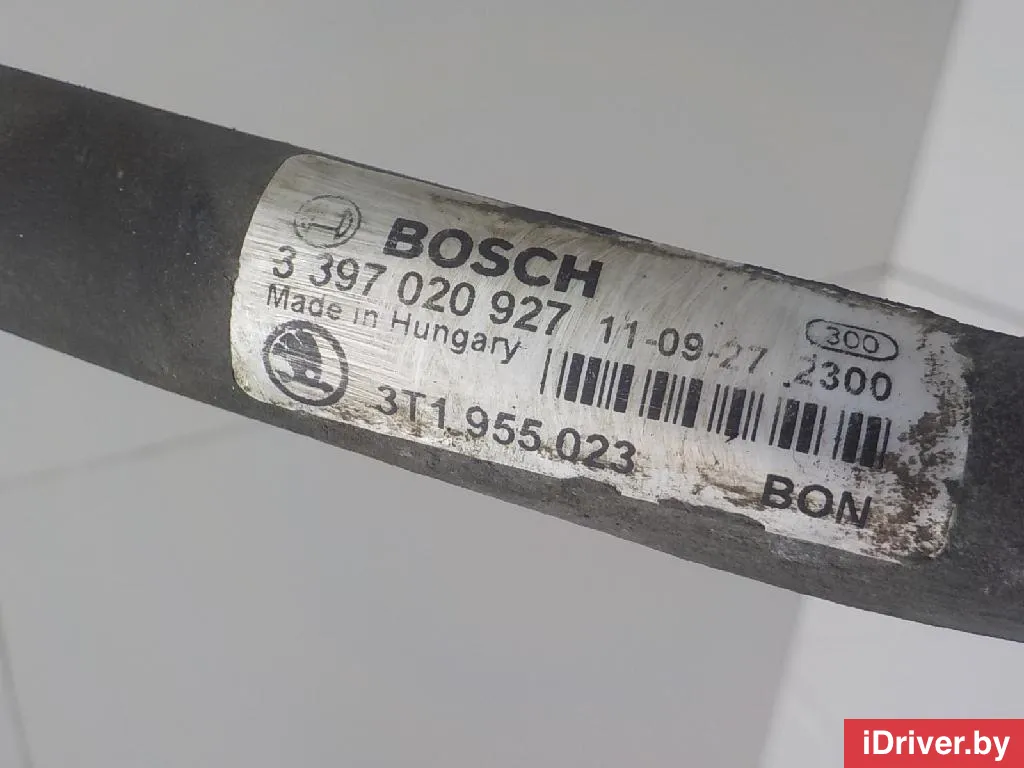 BOSCH
3 397 020 927 11-09-27 2300
300
Made in Hungary
3T1.955.023
BON
iDriver.by